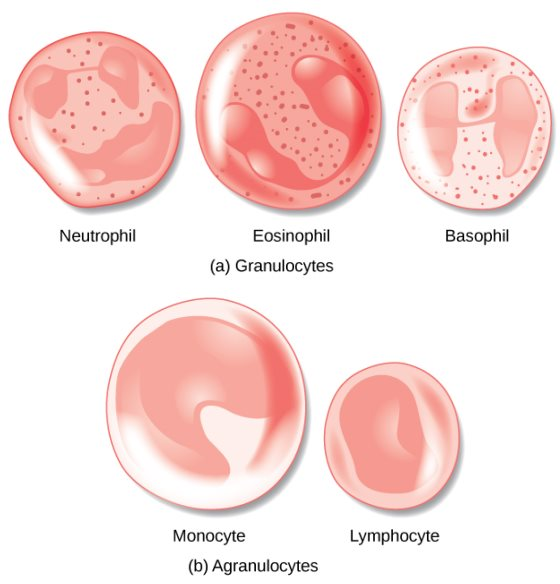 Neutrophil Eosinophil Basophil
(a) Granulocytes
Monocyte Lymphocyte
(b) Agranulocytes